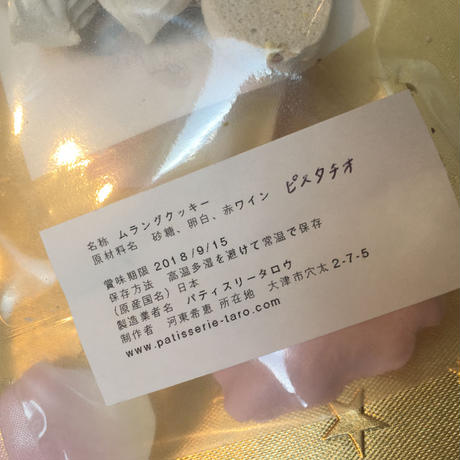 名称 ムラングクッキー
原材料名 砂糖、卵白、赤ワイン ピスタチオ
賞味期限 2018/9/15
保存方法 高温多湿を避けて常温で保存
(原産国名) 日本
製造業者名 パティスリータロウ
制作者 河東希恵 所在地 大津市穴太2-7-5
www.patisserie-taro.com